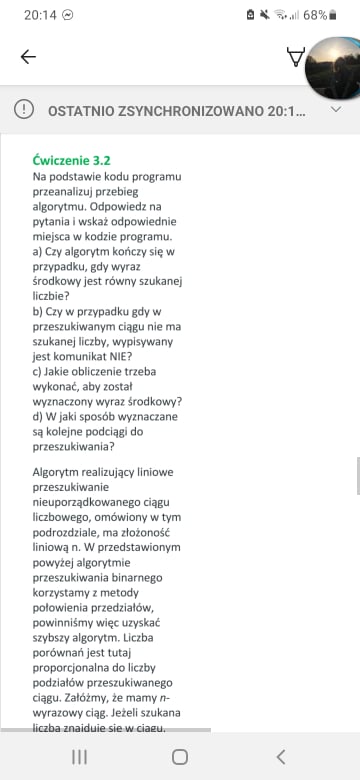 20:14
68%
OSTATNIO ZSYNCHRONIZOWANO 20:1...
Ćwiczenie 3.2
Na podstawie kodu programu
przeanalizuj przebieg
algorytmu. Odpowiedz na
pytania i wskaż odpowiednie
miejsca w kodzie programu.
a) Czy algorytm kończy się w
przypadku, gdy wyraz
środkowy jest równy szukanej
liczbie?
b) Czy w przypadku gdy w
przeszukiwanym ciągu nie ma
szukanej liczby, wypisywany
jest komunikat NIE?
c) Jakie obliczenie trzeba
wykonać, aby został
wyznaczony wyraz środkowy?
d) W jaki sposób wyznaczane
są kolejne podciągi do
przeszukiwania?
Algorytm realizujący liniowe
przeszukiwanie
nieuporządkowanego ciągu
liczbowego, omówiony w tym
podrozdziale, ma złożoność
liniową n. W przedstawionym
powyżej algorytmie
przeszukiwania binarnego
korzystamy z metody
połowienia przedziałów,
powinniśmy więc uzyskać
szybszy algorytm. Liczba
porównań jest tutaj
proporcjonalna do liczby
podziałów przeszukiwanego
ciągu. Załóżmy, że mamy n-
wyrazowy ciąg. Jeżeli szukana
liczba znajduje się w ciągu,